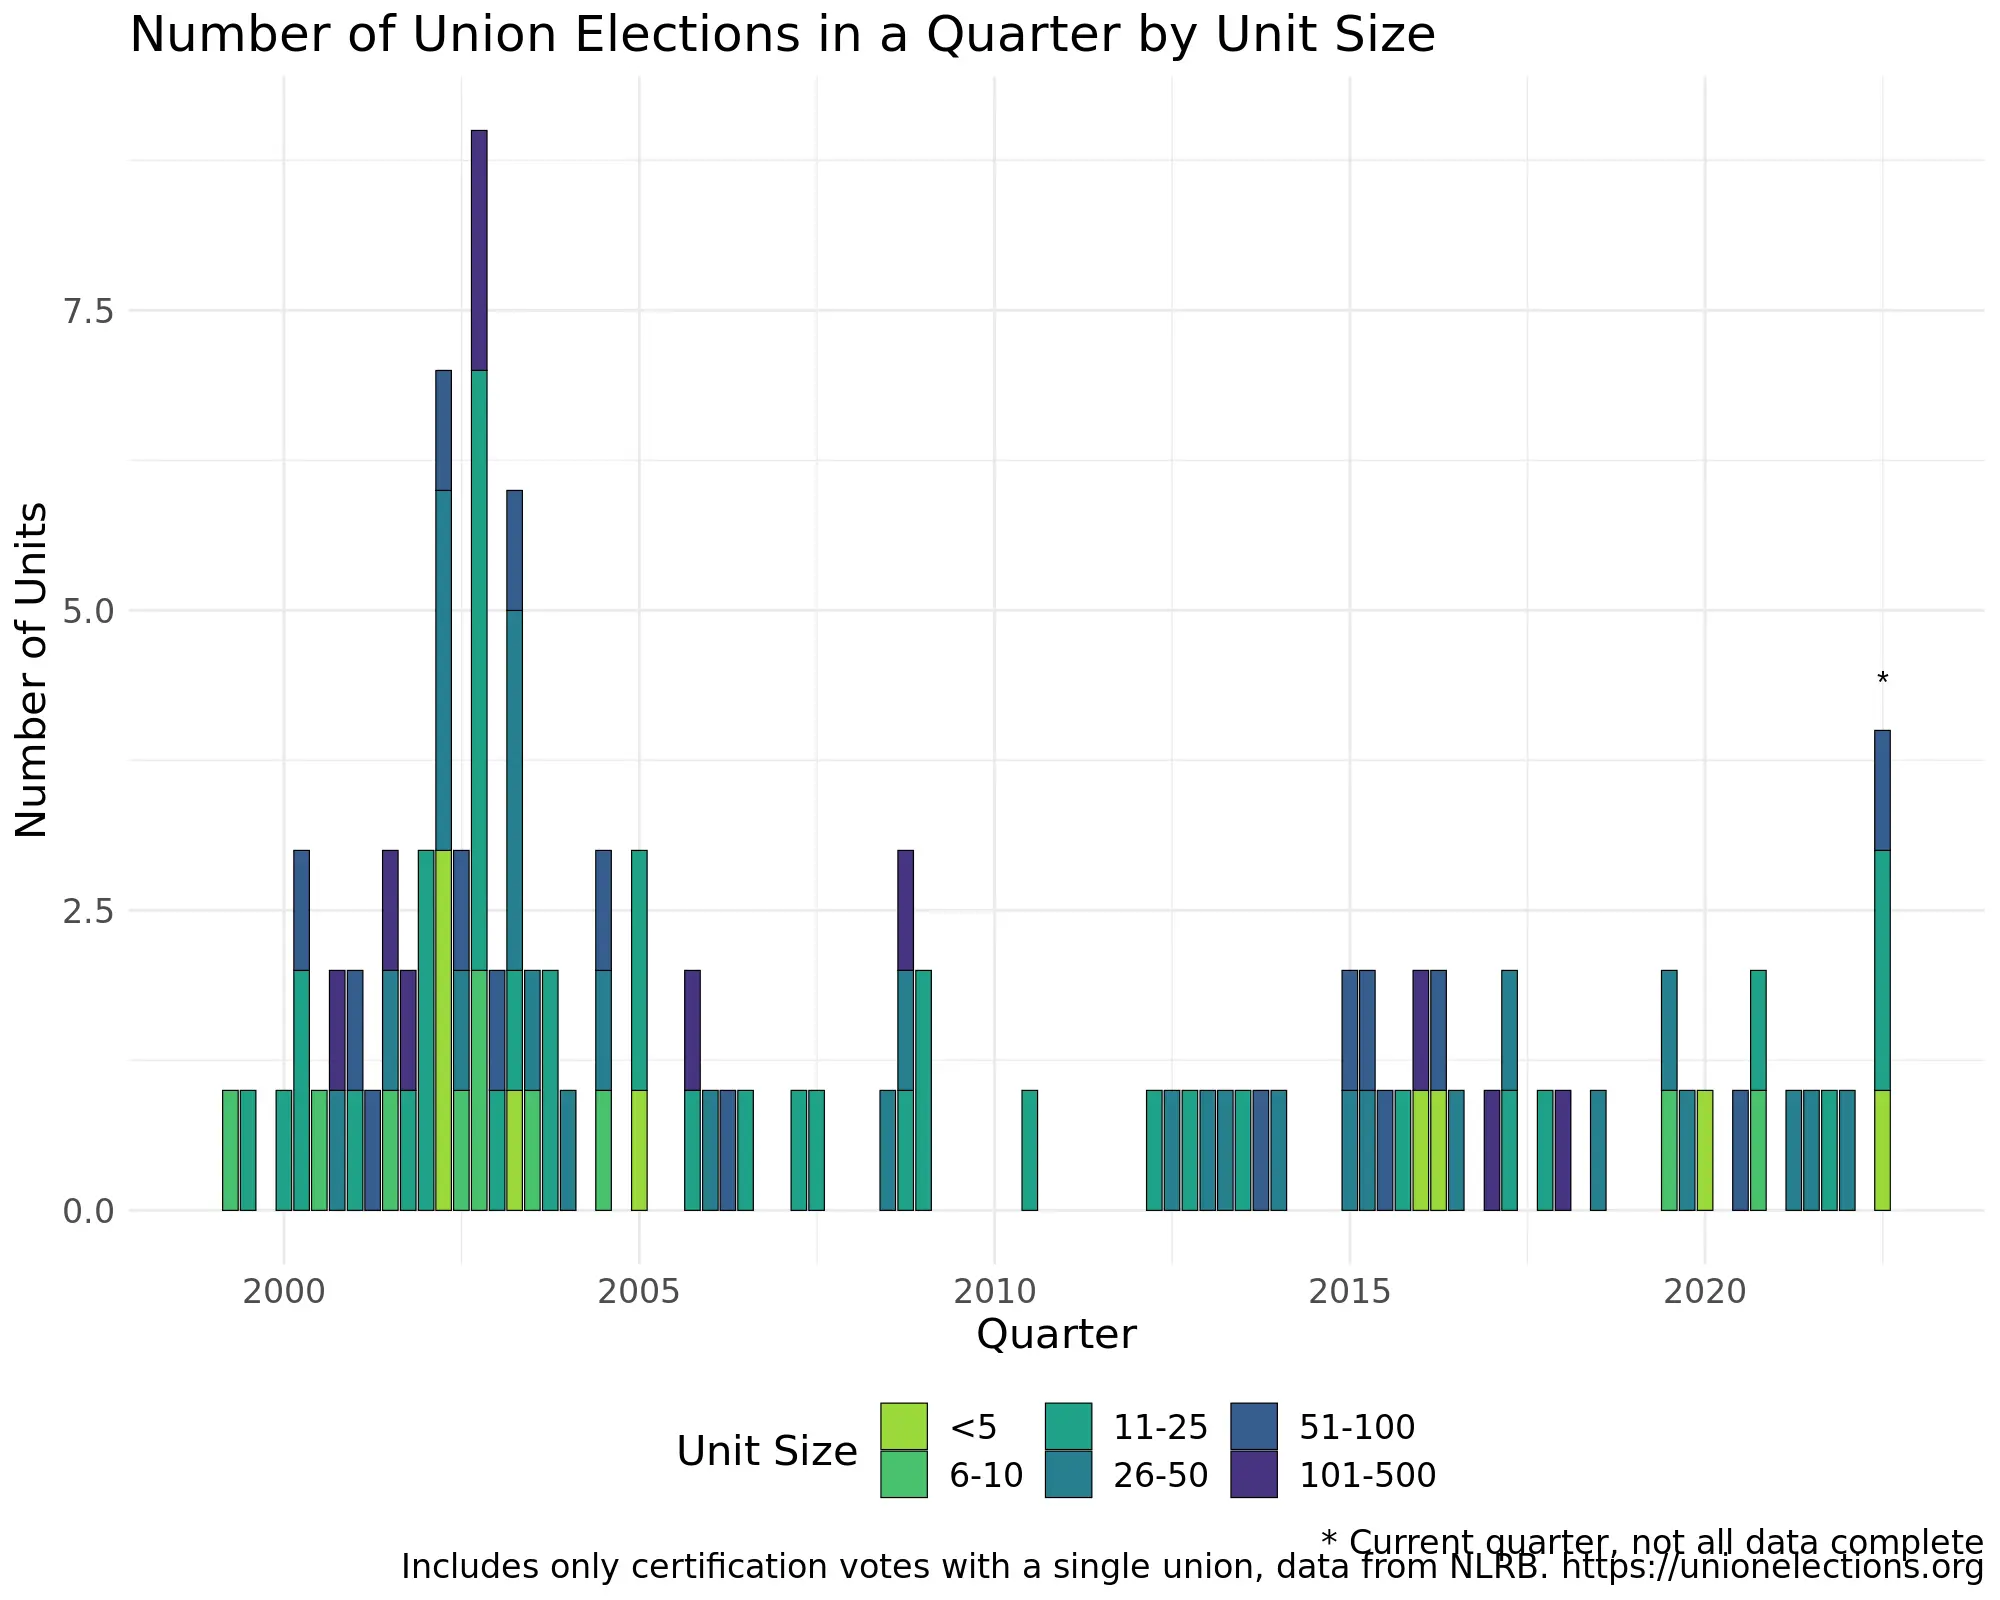 Number of Union Elections in a Quarter by Unit Size
Number of Units
7.5
5.0
2.5
0.0
*
2000 2005 2010 2015 2020
Quarter
Unit Size
<5 11-25 51-100
6-10 26-50 101-500
* Current quarter, not all data complete
Includes only certification votes with a single union, data from NLRB. https://unionelections.org